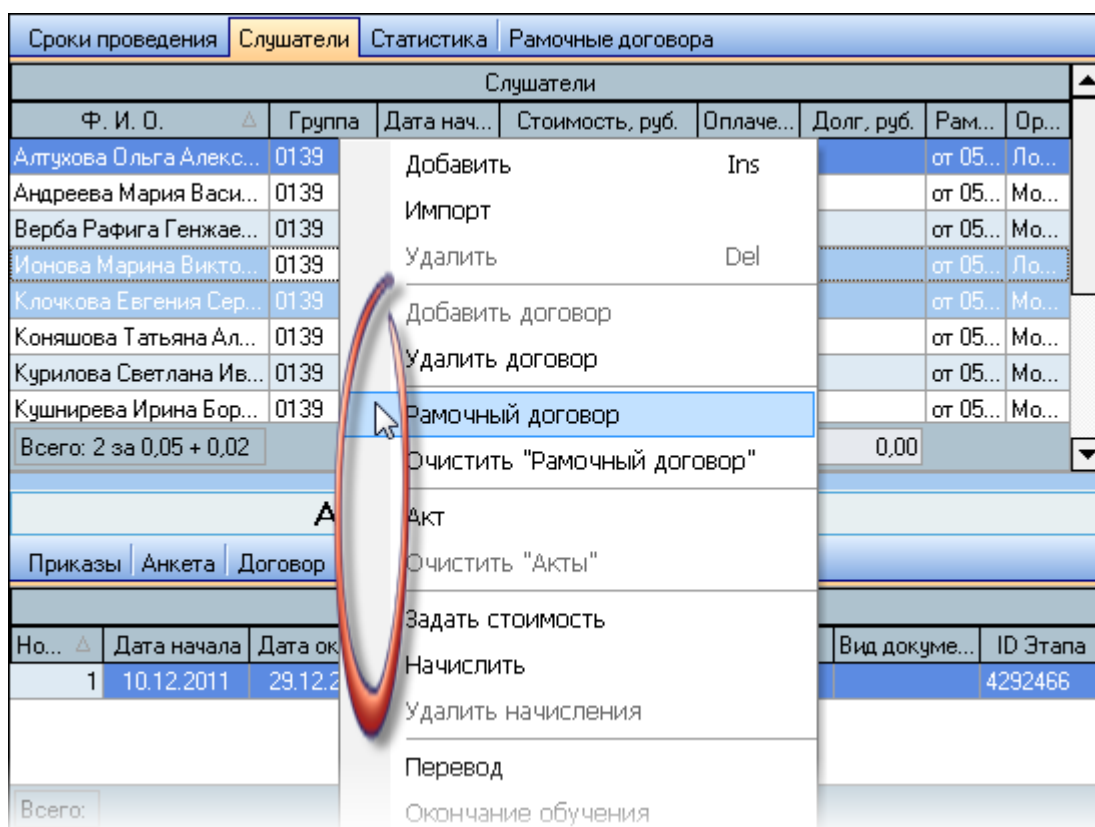 Сроки проведения Слушатели Статистика Рамочные договора
Слушатели
Ф. И. О. Группа Дата нач... Стоимость, руб. Оплаче... Долг, руб. Рам... Ор...
Алтухова Ольга Алекс... 0139 от 05... Ло...
Андреева Мария Васи... 0139 от 05... Мо...
Верба Рафига Генжае... 0139 от 05... Мо...
Ионова Марина Викто... 0139 от 05... Ло...
Клочкова Евгения Сер... 0139 от 05... Мо...
Коняшова Татьяна Ал... 0139 от 05... Мо...
Курилова Светлана Ив... 0139 от 05... Мо...
Кушнирева Ирина Бор... 0139 от 05... Мо...
Всего: 2 за 0,05 + 0,02 0,00
Добавить Ins
Импорт
Удалить Del
Добавить договор
Удалить договор
Рамочный договор
Очистить "Рамочный договор"
Акт
Очистить "Акты"
Задать стоимость
Начислить
Удалить начисления
Перевод
Окончание обучения
А
Приказы Анкета Договор
Но... Дата начала Дата ок Вид докуме... ID Этапа
1 10.12.2011 29.12.2 4292466
Всего: